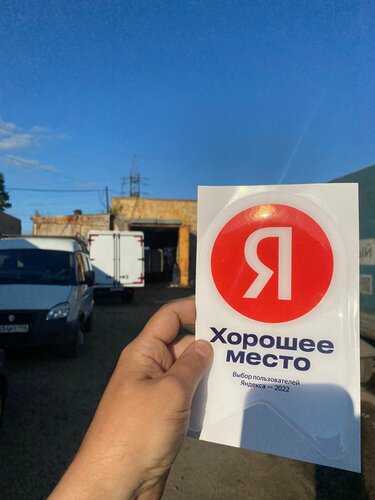 Я
Хорошее
место
Выбор пользователей
Яндекса — 2022